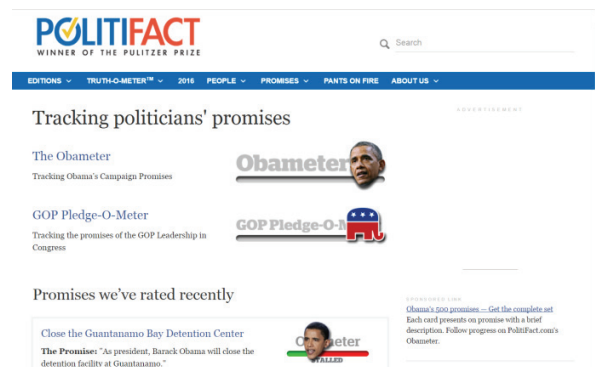 POLITIFACT
WINNER OF THE PULITZER PRIZE
Search
EDITIONS TRUTH-O-METER™ 2016 PEOPLE PROMISES PANTS ON FIRE ABOUT US
ADVERTISEMENT
Tracking politicians' promises
The Obameter
Tracking Obama's Campaign Promises
Obameter
GOP Pledge-O-Meter
Tracking the promises of the GOP Leadership in
Congress
GOP Pledge-O-M
Promises we've rated recently
SPONSORED LINK
Obama's 500 promises — Get the complete set
Each card presents on promise with a brief
description. Follow progress on PolitiFact.com's
Obameter.
Close the Guantanamo Bay Detention Center
The Promise: "As president, Barack Obama will close the
detention facility at Guantanamo."
O eter
STALLED